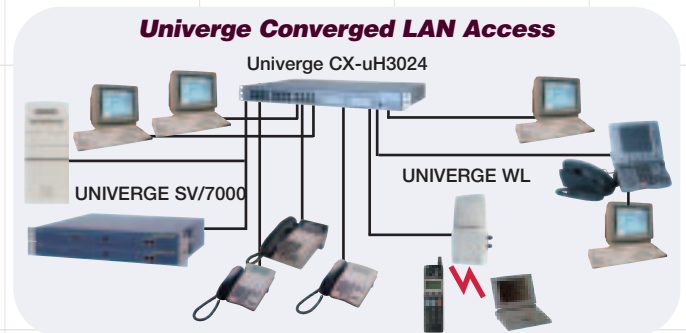 Univerge Converged LAN Access
Univerge CX-uH3024
UNIVERGE SV/7000
UNIVERGE WL